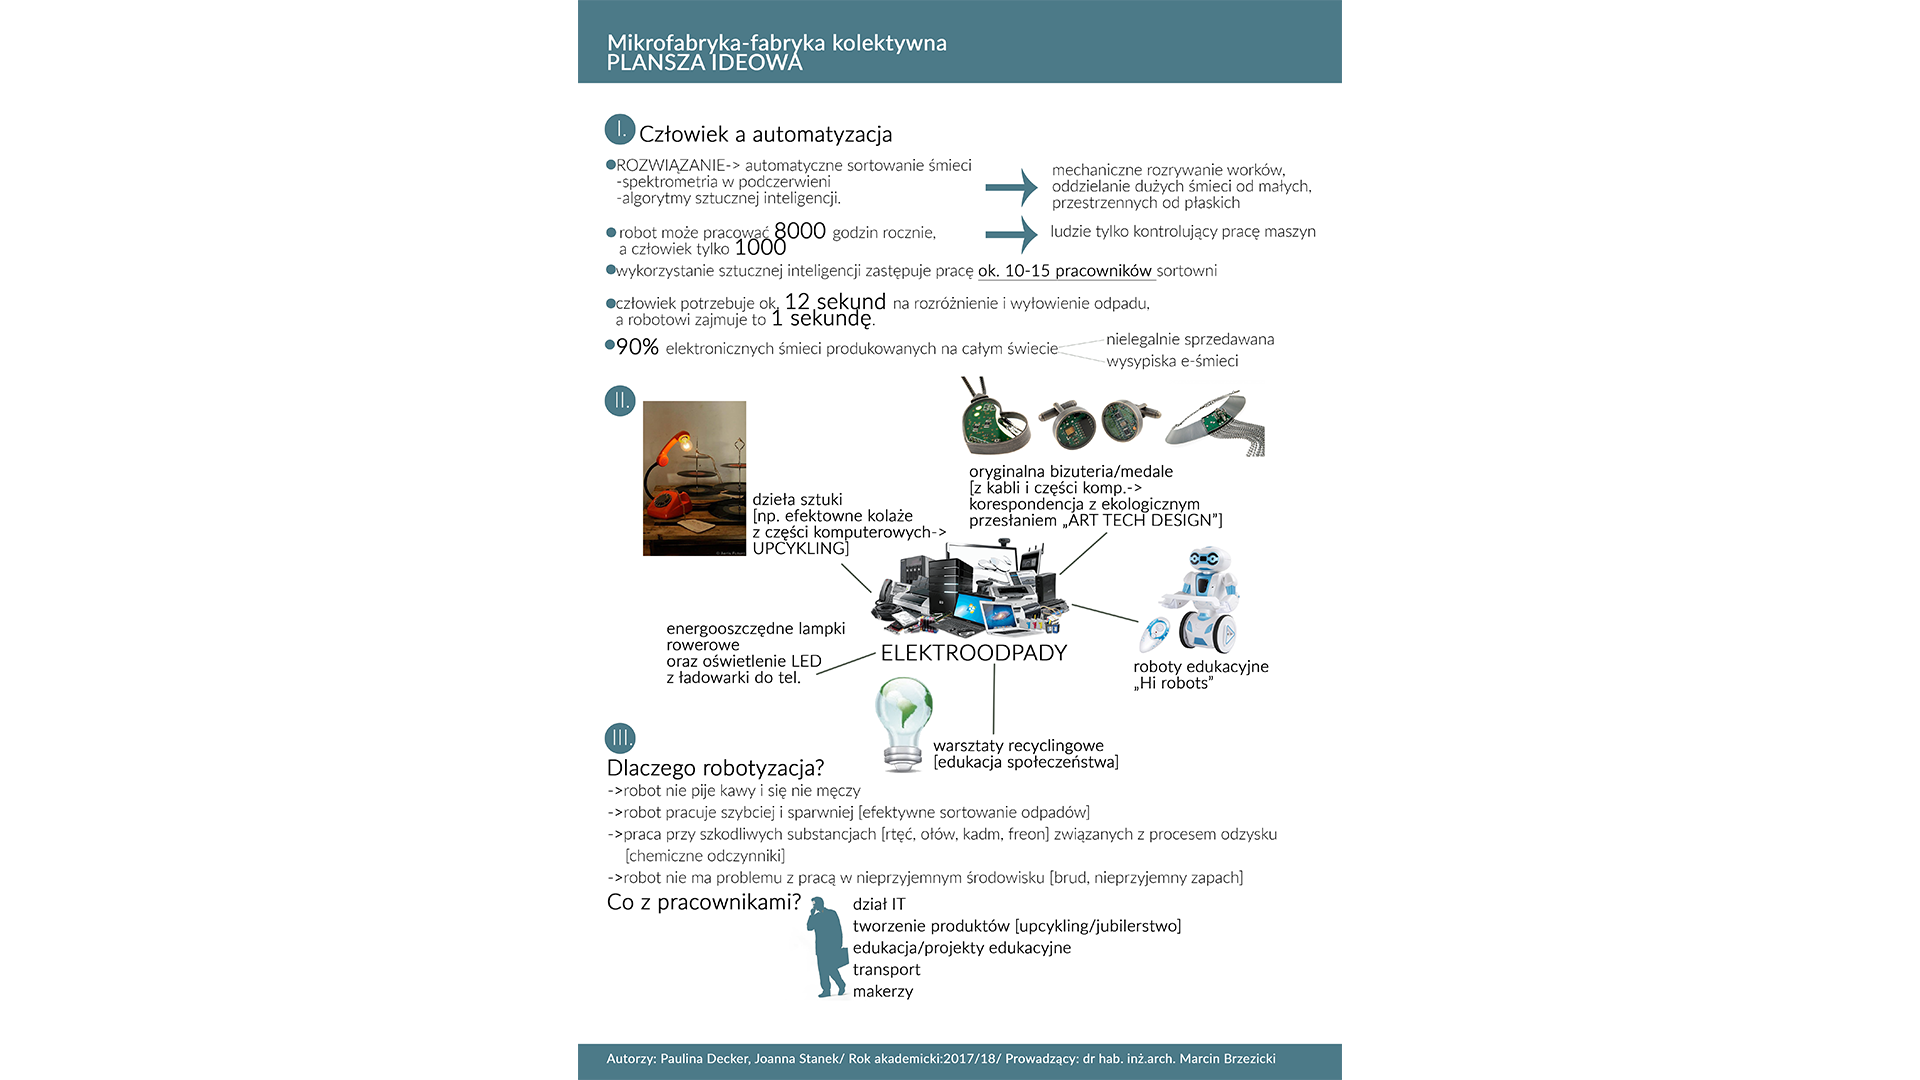 Mikrofabryka-fabryka kolektywna
PLANSZA IDEOWA
I. Człowiek a automatyzacja
ROZWIĄZANIE-> automatyczne sortowanie śmieci
-spektrometria w podczerwieni
-algorytmy sztucznej inteligencji.
mechaniczne rozrywanie worków,
oddzielanie dużych śmieci od małych,
przestrzennych od płaskich
robot może pracować 8000 godzin rocznie,
a człowiek tylko 1000
ludzie tylko kontrolujący pracę maszyn
wykorzystanie sztucznej inteligencji zastępuje pracę ok. 10-15 pracowników sortowni
człowiek potrzebuje ok. 12 sekund na rozróżnienie i wyłowienie odpadu,
a robotowi zajmuje to 1 sekundę.
90% elektronicznych śmieci produkowanych na całym świecie
nielegalnie sprzedawana
wysypiska e-śmieci
II.
oryginalna bizuteria/medale
[z kabli i części komp.->
korespondencja z ekologicznym
przesłaniem „ART TECH DESIGN”]
dzieła sztuki
[np. efektowne kolaże
z części komputerowych->
UPCYKLING]
energooszczędne lampki
rowerowe
oraz oświetlenie LED
z ładowarki do tel.
ELEKTROODPADY
roboty edukacyjne
„Hi robots”
warsztaty recyclingowe
[edukacja społeczeństwa]
III.
Dlaczego robotyzacja?
->robot nie pije kawy i się nie męczy
->robot pracuje szybciej i sparwniej [efektywne sortowanie odpadów]
->praca przy szkodliwych substancjach [rtęć, ołów, kadm, freon] związanych z procesem odzysku
[chemiczne odczynniki]
->robot nie ma problemu z pracą w nieprzyjemnym środowisku [brud, nieprzyjemny zapach]
Co z pracownikami?
dział IT
tworzenie produktów [upcykling/jubilerstwo]
edukacja/projekty edukacyjne
transport
makerzy
Autorzy: Paulina Decker, Joanna Stanek/ Rok akademicki:2017/18/ Prowadzący: dr hab. inż.arch. Marcin Brzezicki